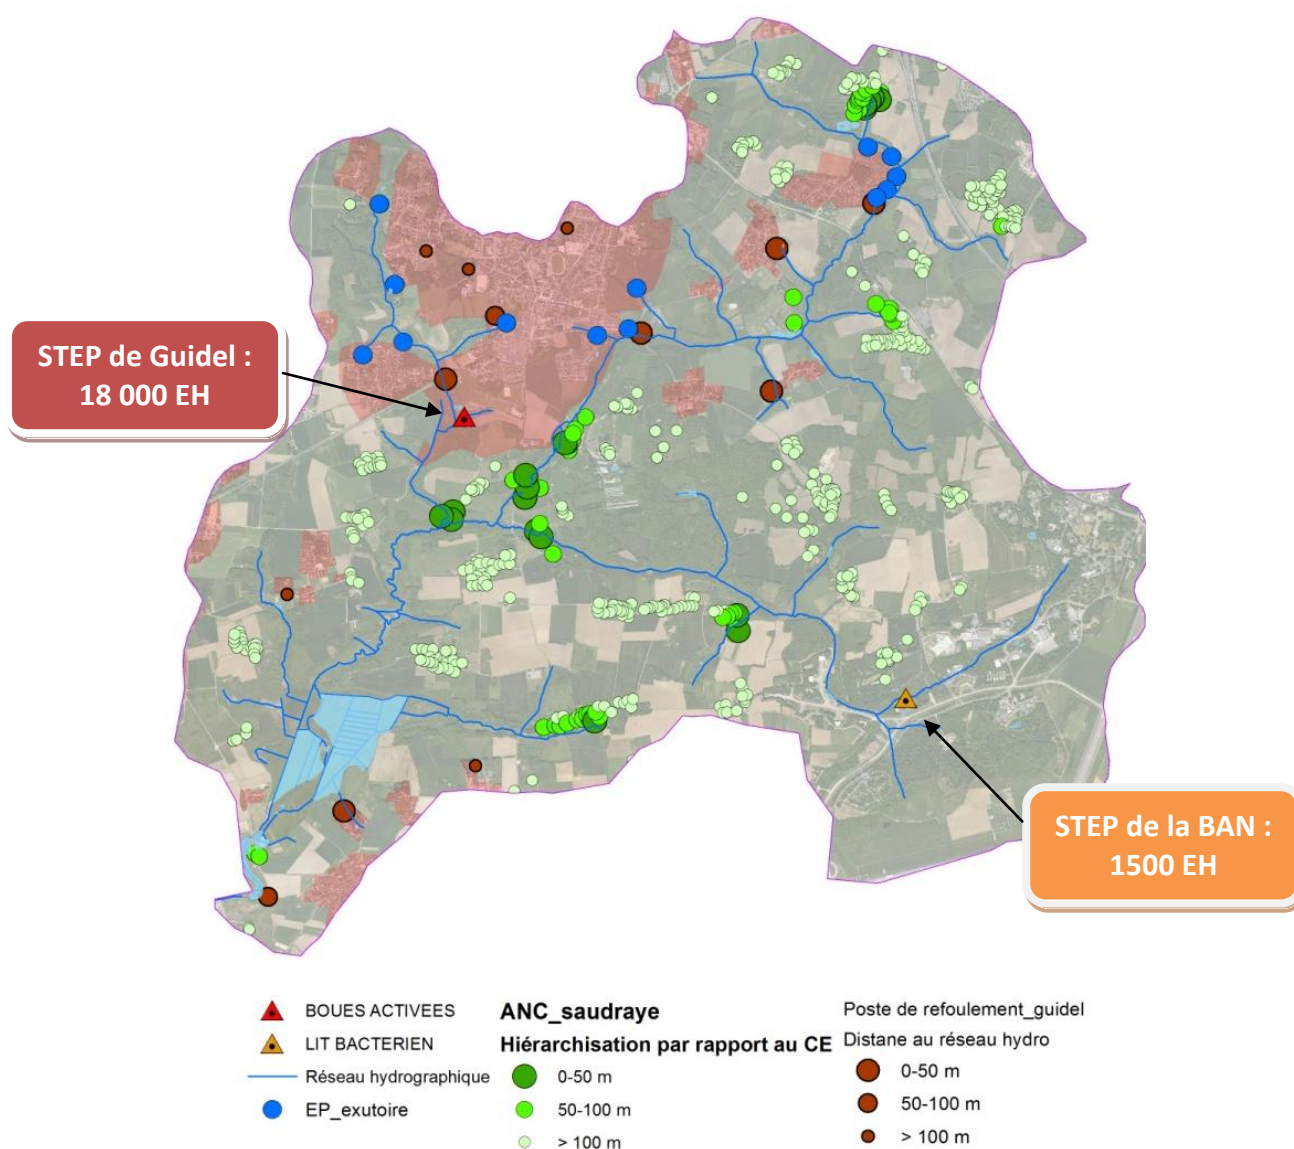 STEP de Guidel :
18 000 EH
STEP de la BAN :
1500 EH
BOUES ACTIVEES
LIT BACTERIEN
Réseau hydrographique
EP_exutoire
ANC_saudraye
Hiérarchisation par rapport au CE
0-50 m
50-100 m
> 100 m
Poste de refoulement_guidel
Distane au réseau hydro
0-50 m
50-100 m
> 100 m